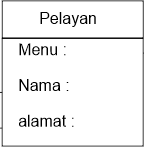 Pelayan
Menu :
Nama :
alamat :